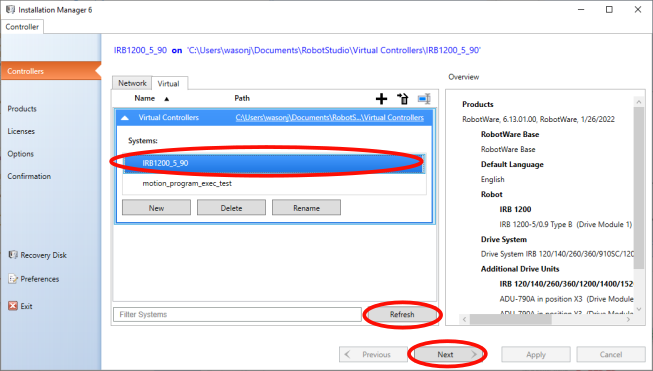 Installation Manager 6
Controller
IRB1200_5_90 on 'C:\Users\wasonj\Documents\RobotStudio\Virtual Controllers\IRB1200_5_90'
Controllers
Products
Licenses
Options
Confirmation
Recovery Disk
Preferences
Exit
Network Virtual
Name ▲ Path
Virtual Controllers C:\Users\wasonj\Documents\RobotS...\Virtual Controllers
Systems:
IRB1200_5_90
motion_program_exec_test
New Delete Rename
Filter Systems Refresh
Overview
Products
RobotWare, 6.13.01.00, RobotWare, 1/26/2022
RobotWare Base
RobotWare Base
Default Language
English
Robot
IRB 1200
IRB 1200-5/0.9 Type B (Drive Module 1)
Drive System
Drive System IRB 120/140/260/360/910SC/120
Additional Drive Units
IRB 120/140/260/360/1200/1400/152
ADU-790A in position X3 (Drive Module
ADU-790A in position X3 (Drive Module
< Previous Next > Apply Cancel